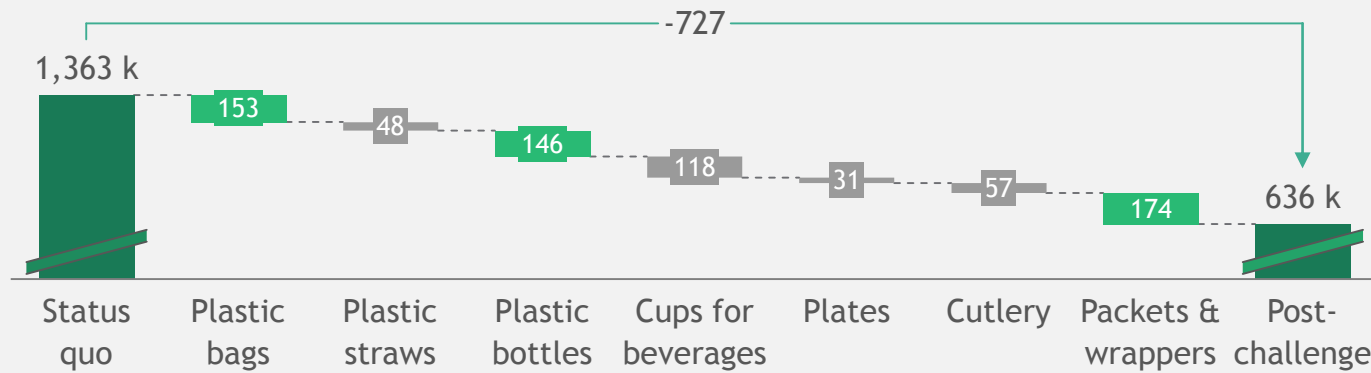 -727
1,363 k
153
48
146
118
31
57
174
636 k
Status
quo
Plastic
bags
Plastic
straws
Plastic
bottles
Cups for
beverages
Plates
Cutlery
Packets &
wrappers
Post-
challenge